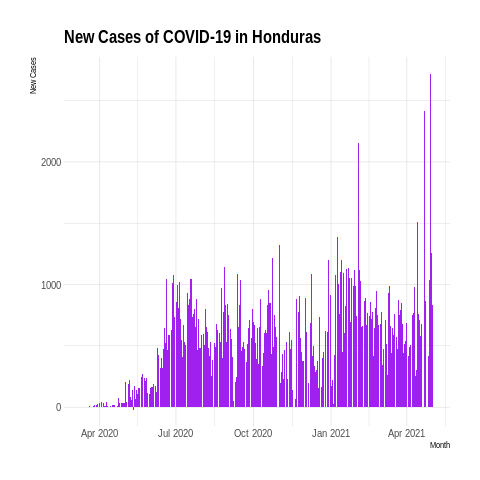 New Cases of COVID-19 in Honduras
New Cases
2000
1000
0
Apr 2020 Jul 2020 Oct 2020 Jan 2021 Apr 2021
Month